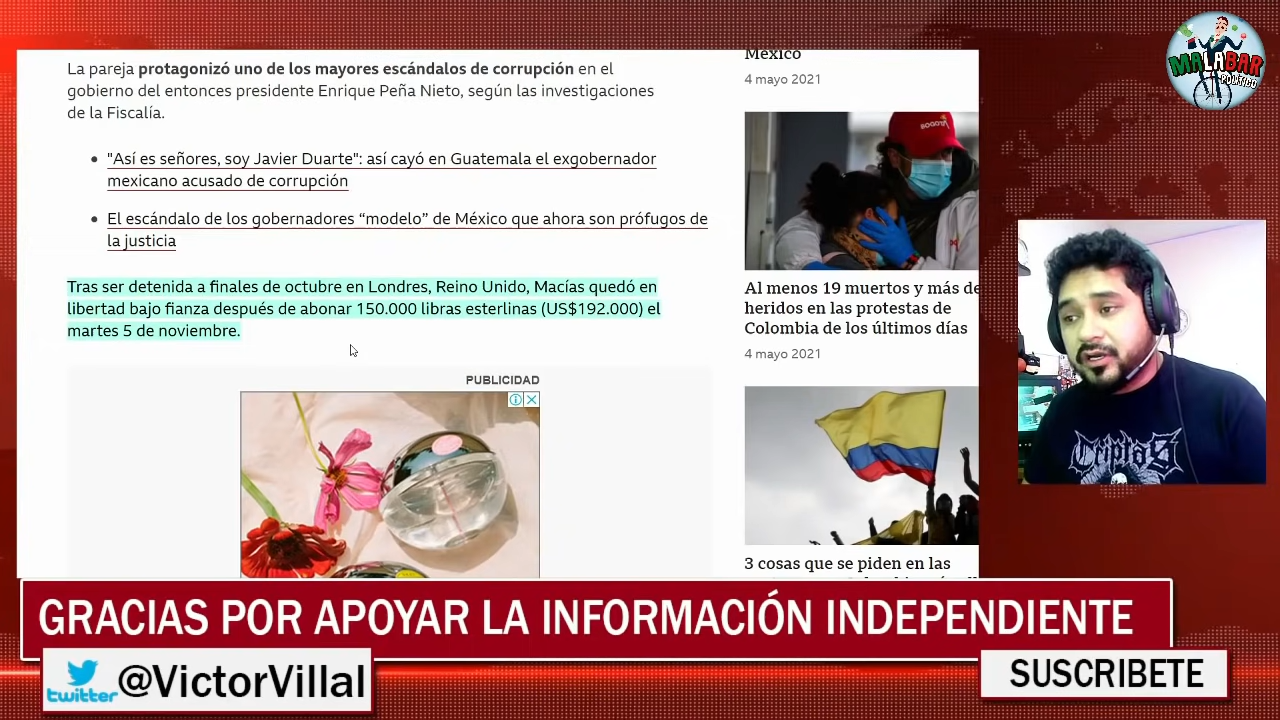 La pareja protagonizó uno de los mayores escándalos de corrupción en el
gobierno del entonces presidente Enrique Peña Nieto, según las investigaciones
de la Fiscalía.
"Así es señores, soy Javier Duarte": así cayó en Guatemala el exgobernador
mexicano acusado de corrupción
El escándalo de los gobernadores “modelo” de México que ahora son prófugos de
la justicia
Tras ser detenida a finales de octubre en Londres, Reino Unido, Macías quedó en
libertad bajo fianza después de abonar 150.000 libras esterlinas (US$192.000) el
martes 5 de noviembre.
PUBLICIDAD
México
4 mayo 2021
BOGOTÁ
Al menos 19 muertos y más de
heridos en las protestas de
Colombia de los últimos días
4 mayo 2021
3 cosas que se piden en las
MALABAR
POLÍTICO
Criptas
GRACIAS POR APOYAR LA INFORMACIÓN INDEPENDIENTE
twitter @VictorVillal
SUSCRIBETE